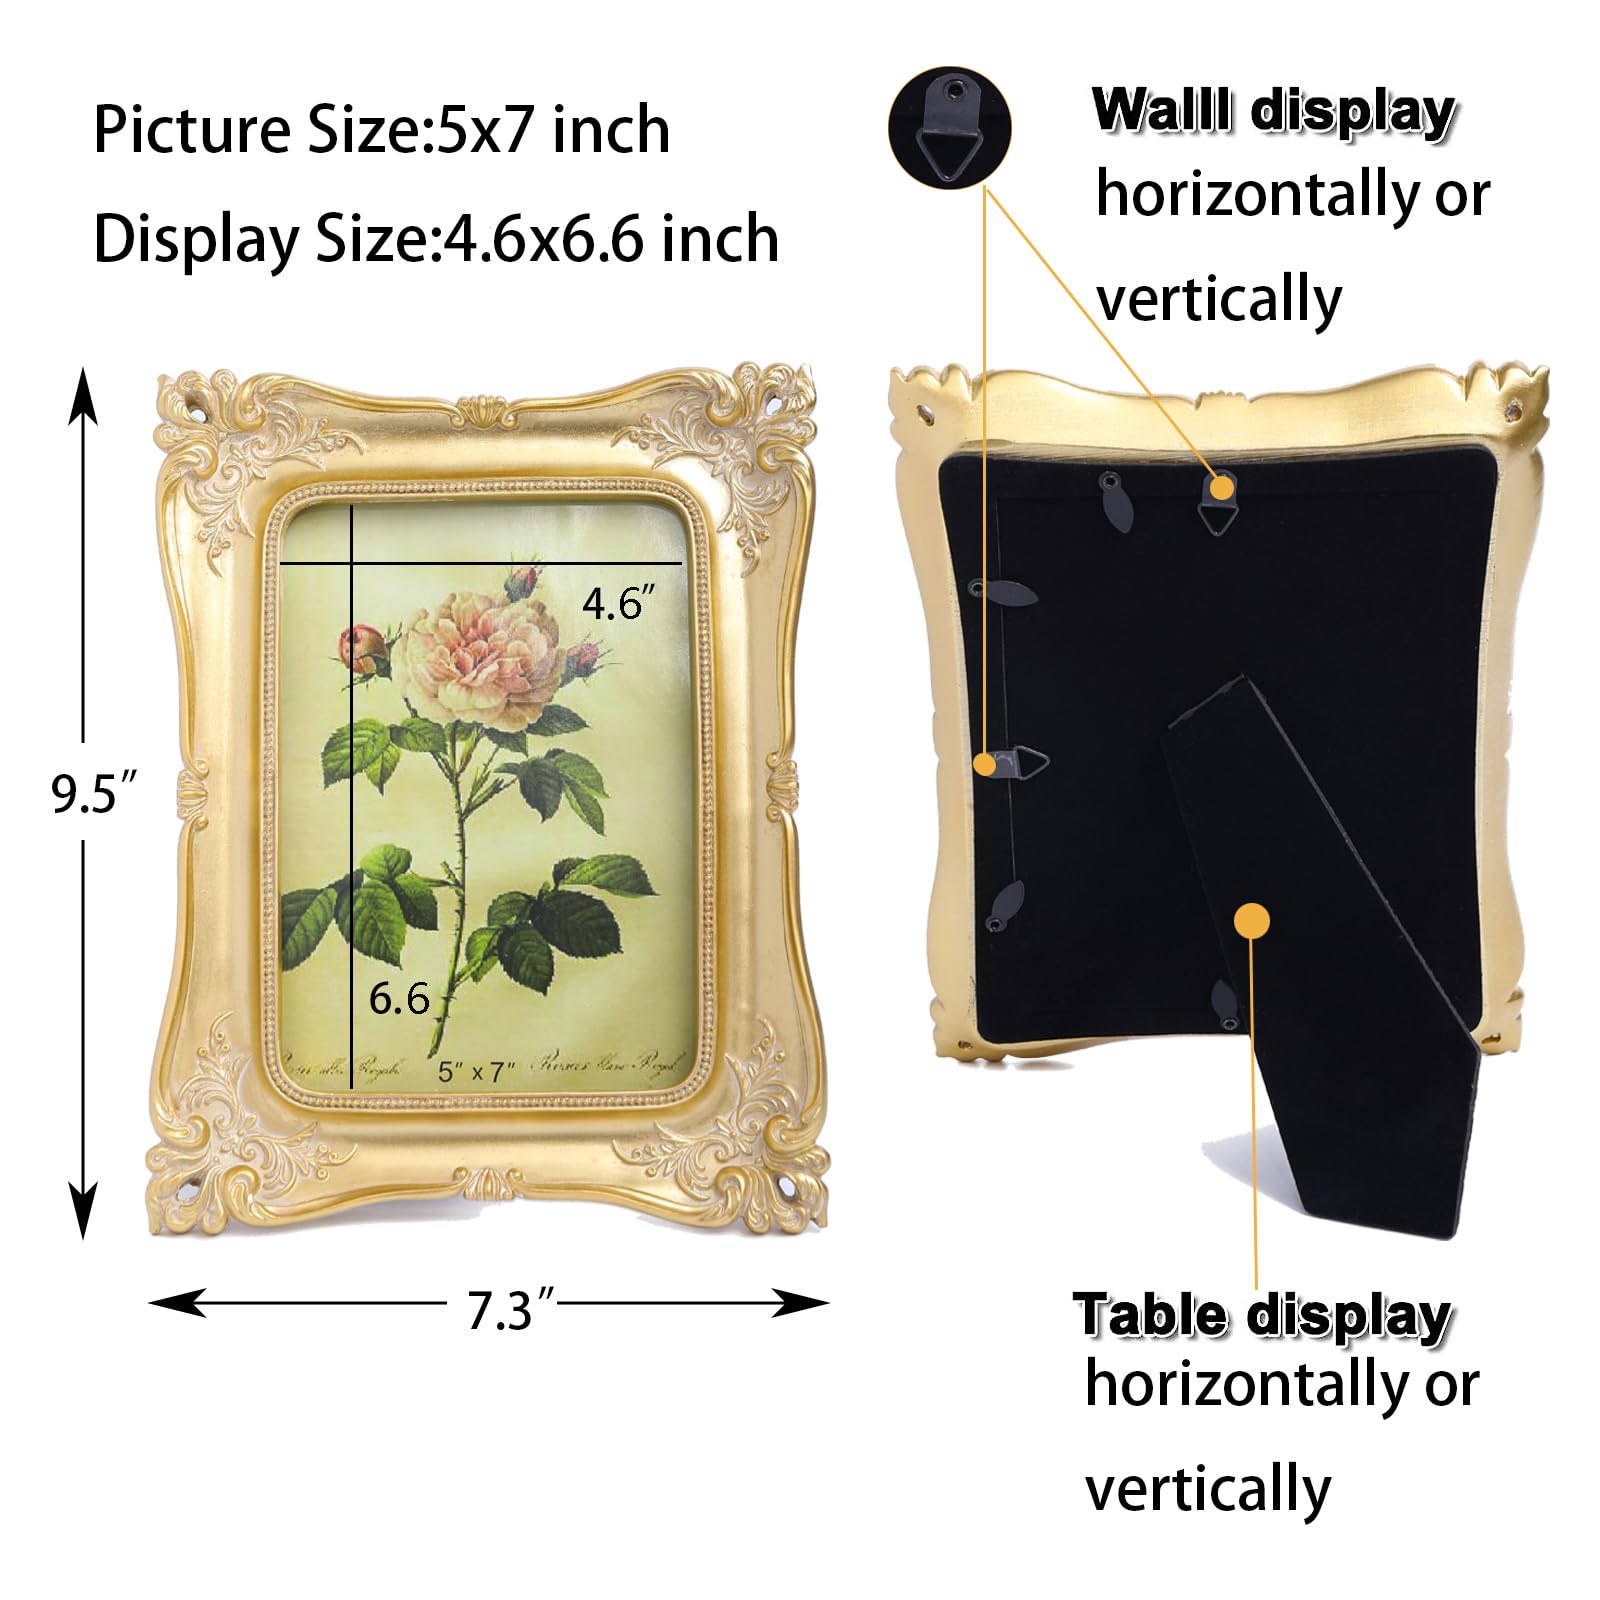 Picture Size:5x7 inch
Display Size:4.6x6.6 inch
Walll display
horizontally or
vertically
9.5"
4.6"
6.6
5" x 7"
7.3"
Table display
horizontally or
vertically